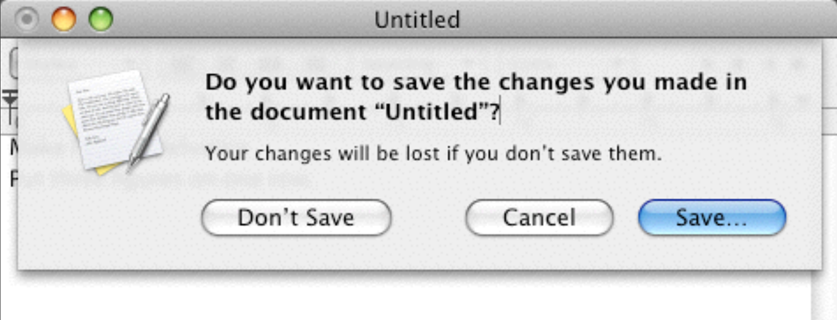 Untitled
Do you want to save the changes you made in
the document “Untitled”?
Your changes will be lost if you don’t save them.
Don’t Save
Cancel
Save…